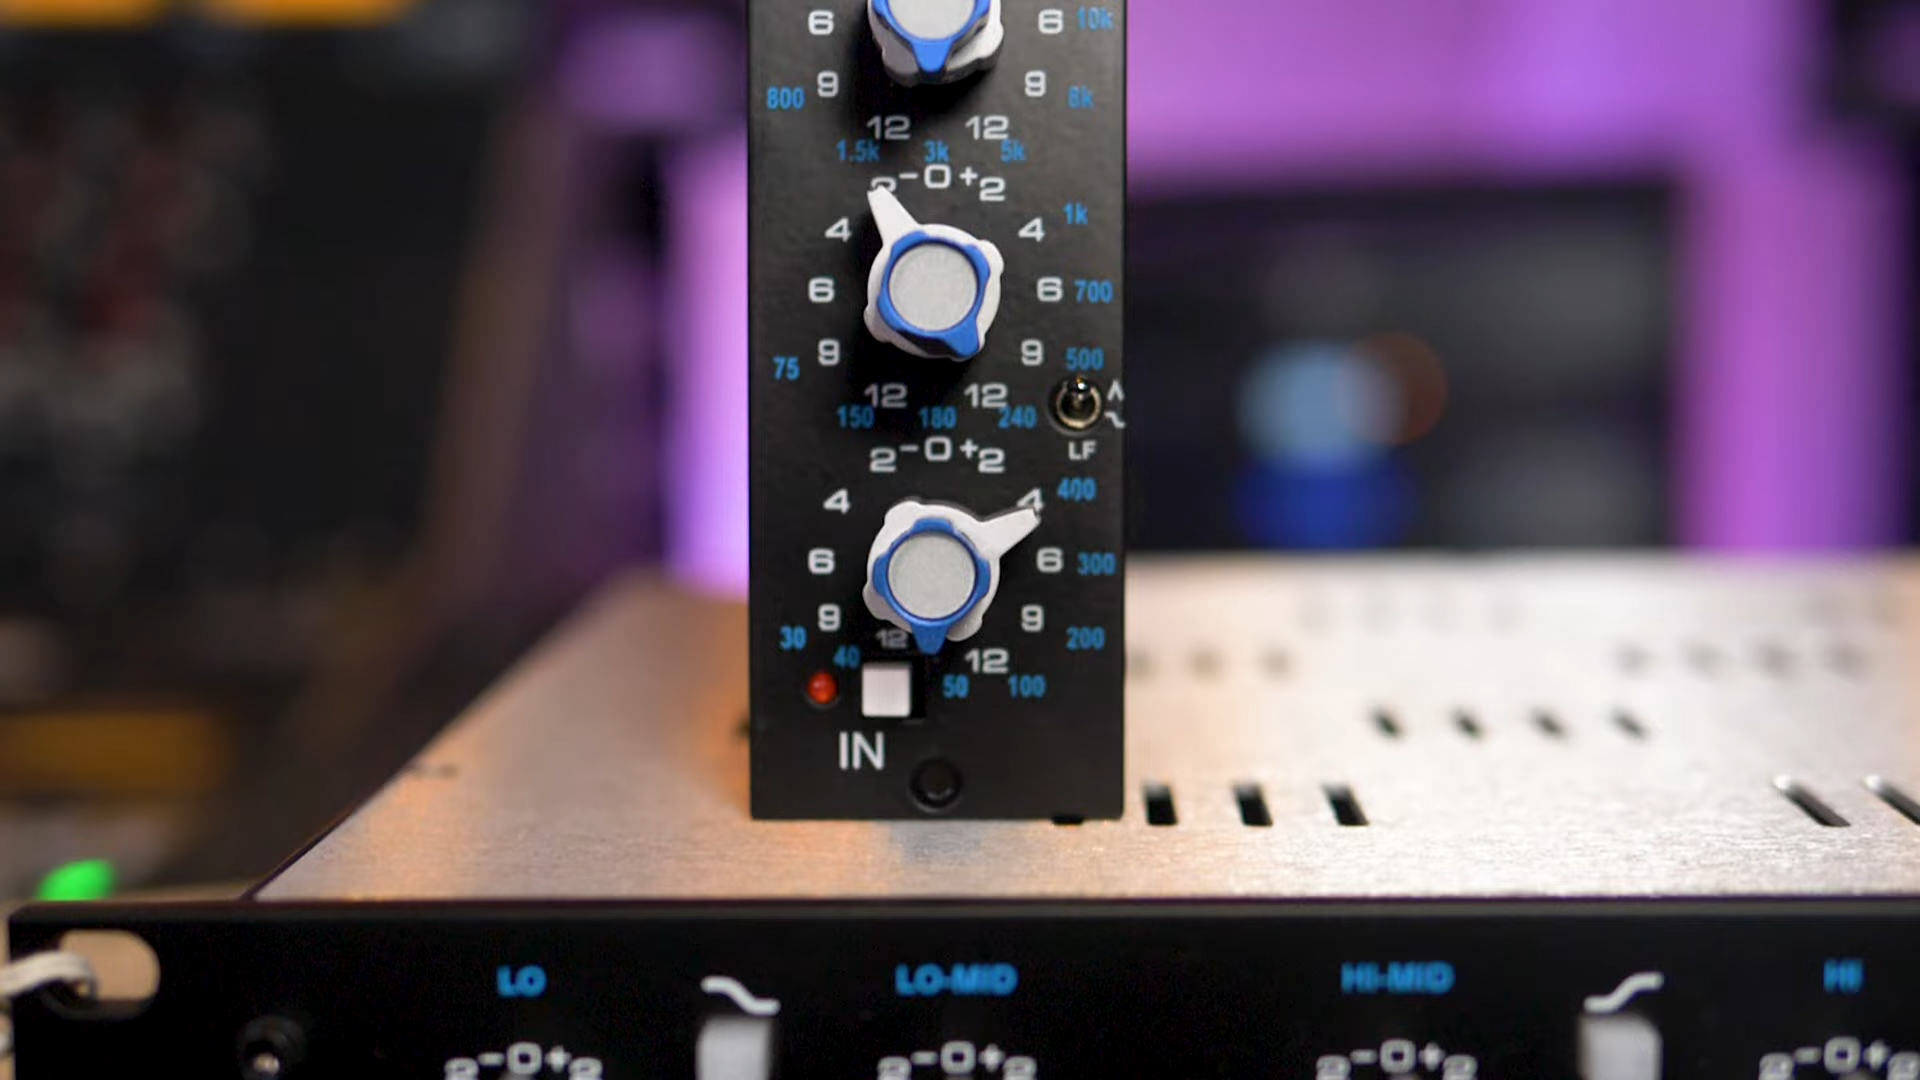 6 6 10k
9 9
800 8k
12 12
1.5k 3k 5k
2 - 0 + 2
4 4 1k
6 6 700
9 9 500
75
12 12
150 180 240
LF
2 - 0 + 2
4 4 400
6 6 300
9 9
30 12 200
40 12
50 100
IN
LO LO-MID HI-MID HI
2 - 0 + 2 2 - 0 + 2 2 - 0 + 2 2 - 0 +